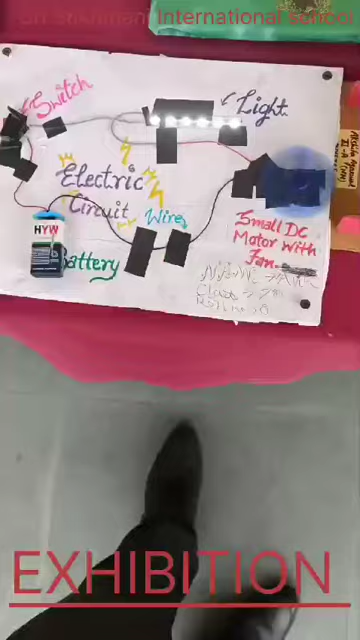 International School
Switch
Light
Electric
Circuit
Wire
HYW
Battery
Small DC
Motor With
Fan
EXHIBITION